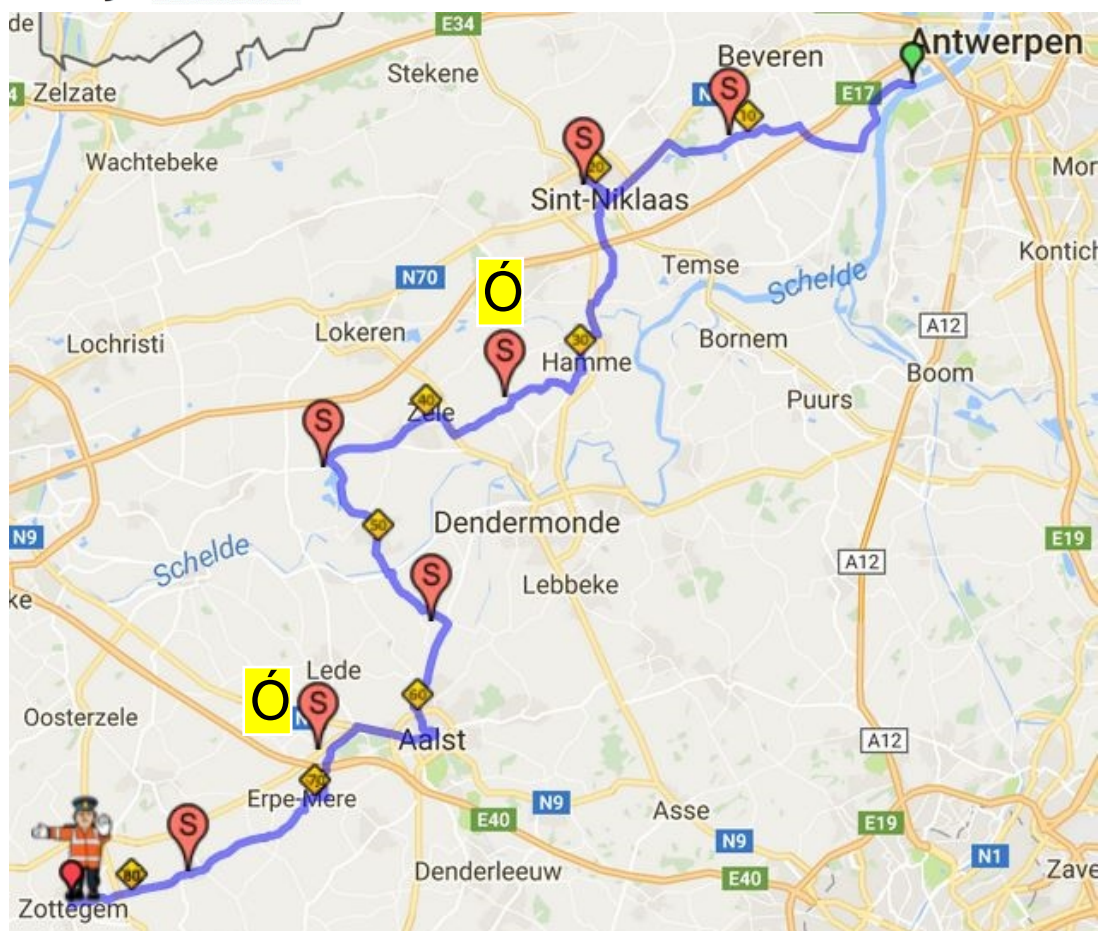 de
E34
Antwerpen
Beveren
Stekene
4
Zelzate
N
S
E17
10
Wachtebeke
S
20
Mor
Sint-Niklaas
Kontich
Temse
N70
Ó
Schelde
Lokeren
A12
Lochristi
30
Bornem
S
Hamme
Boom
40
Zele
Puurs
S
50
Dendermonde
N9
E19
Schelde
A12
S
Lebbeke
ke
Lede
Ó
S
N
60
Oosterzele
Aalst
A12
70
Erpe-Mere
N9
Asse
S
E40
E19
N9
N1
80
Denderleeuw
E40
Zave
Zottegem